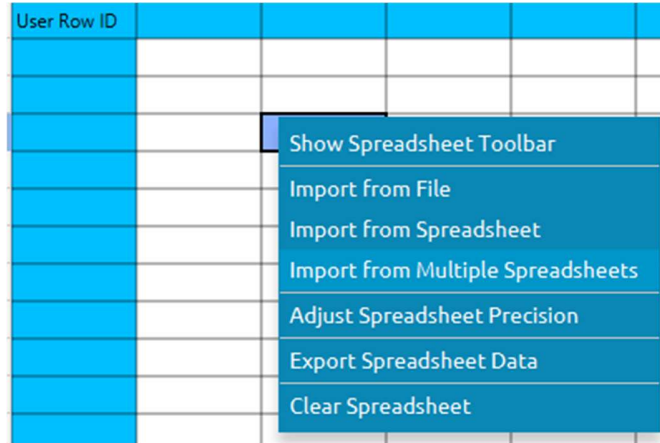 User Row ID
Show Spreadsheet Toolbar
Import from File
Import from Spreadsheet
Import from Multiple Spreadsheets
Adjust Spreadsheet Precision
Export Spreadsheet Data
Clear Spreadsheet